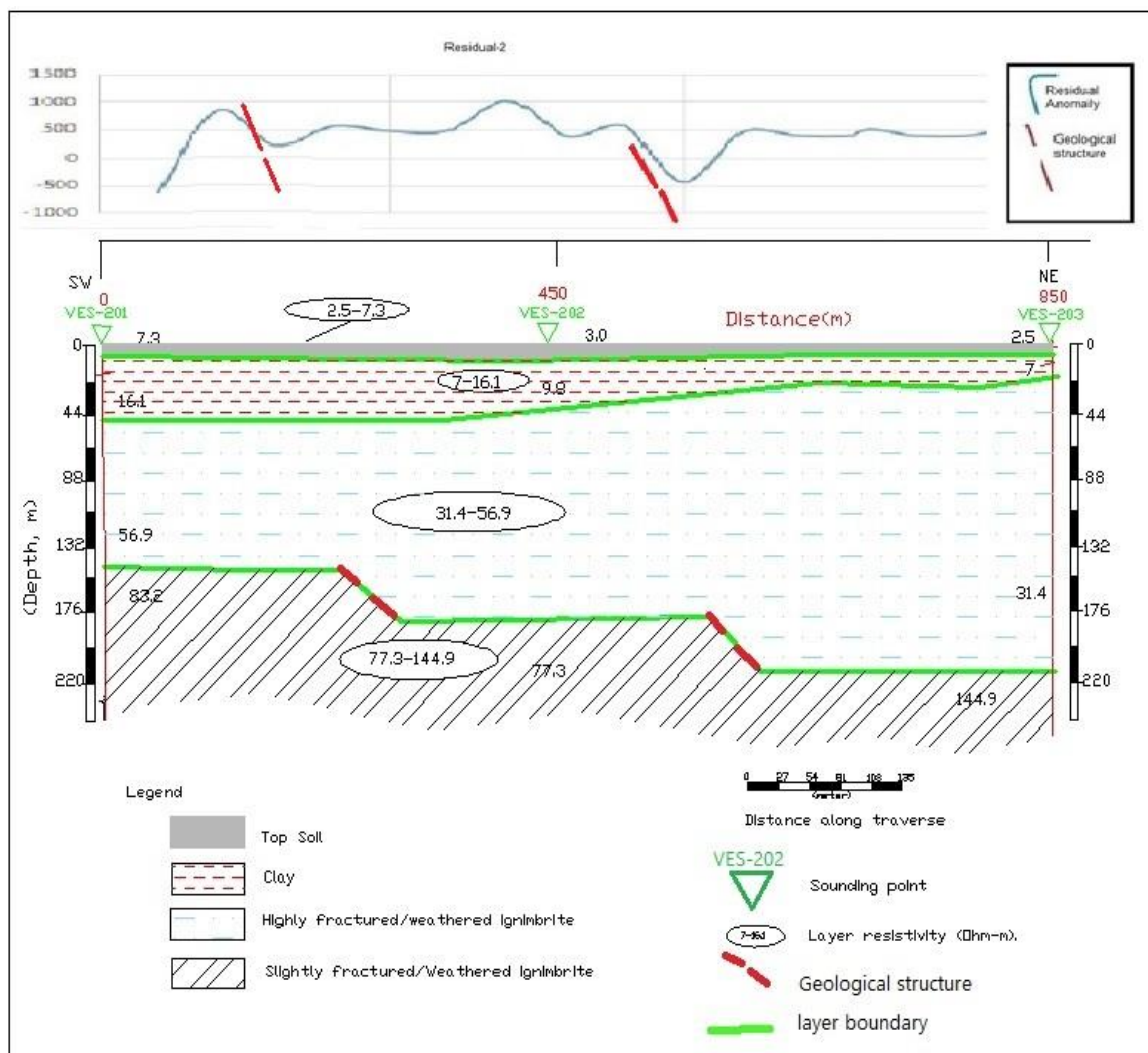 Residual-2
1500
1000
500
0
-500
-1000
Residual
Anomaly
Geological
structure
SW
NE
0
450
850
VES-201
VES-202
VES-203
Distance(m)
2.5-7.3
7.3
3.0
2.5
0
0
7-16.1
9.8
7
16.1
44
44
88
88
31.4-56.9
56.9
132
132
83.2
31.4
176
176
77.3-144.9
77.3
144.9
220
220
(Depth, m)
Legend
Top Soil
Clay
Highly fractured/weathered Ignimbrite
Slightly fractured/Weathered Ignimbrite
0 27 54 81 108 135
(meter)
Distance along traverse
VES-202
Sounding point
7-16.1
Layer resistivity (Ohm-m).
Geological structure
layer boundary